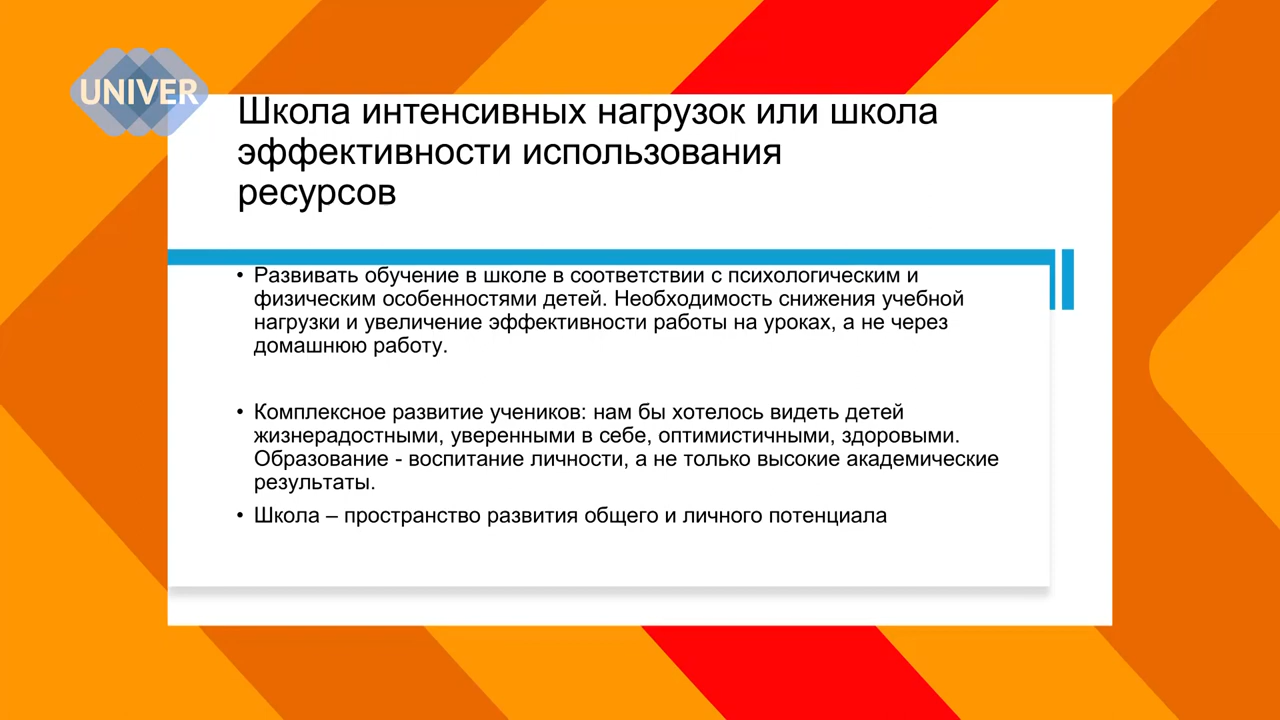 UNIVER
Школа интенсивных нагрузок или школа
эффективности использования
ресурсов
• Развивать обучение в школе в соответствии с психологическим и
физическим особенностями детей. Необходимость снижения учебной
нагрузки и увеличение эффективности работы на уроках, а не через
домашнюю работу.
• Комплексное развитие учеников: нам бы хотелось видеть детей
жизнерадостными, уверенными в себе, оптимистичными, здоровыми.
Образование - воспитание личности, а не только высокие академические
результаты.
• Школа – пространство развития общего и личного потенциала